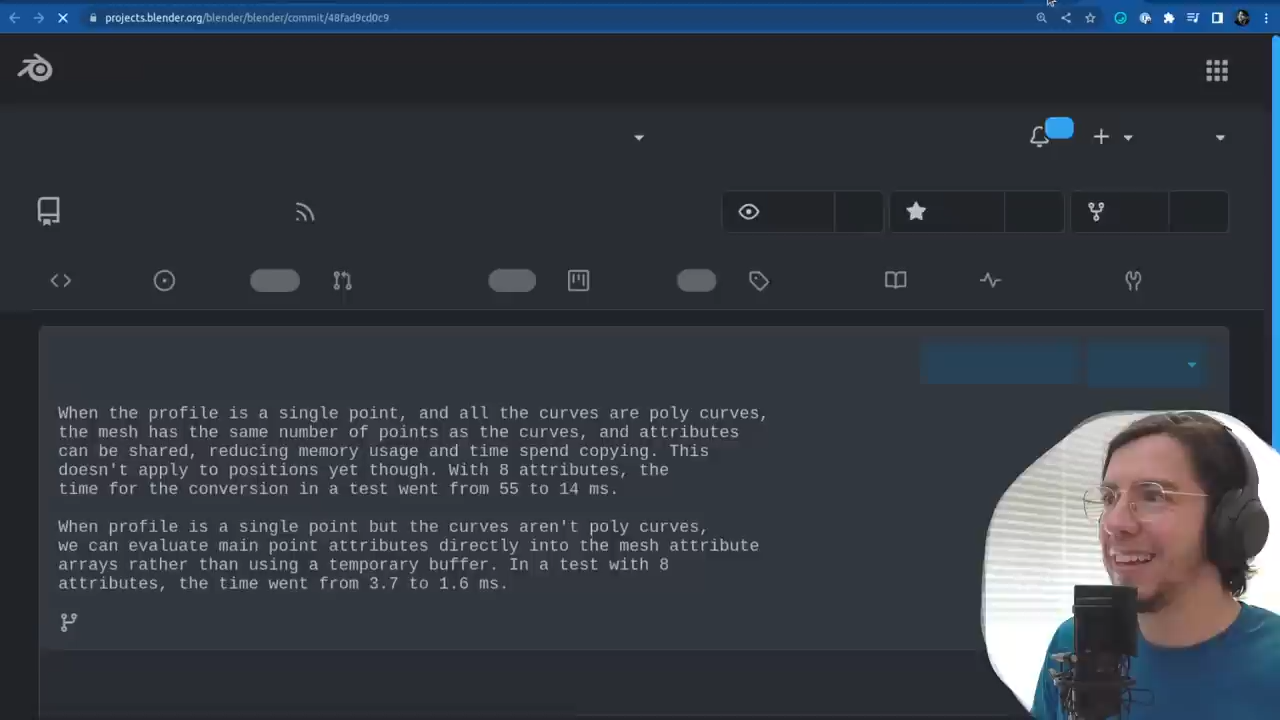 projects.blender.org/blender/blender/commit/48fad9cd0c9
When the profile is a single point, and all the curves are poly curves,
the mesh has the same number of points as the curves, and attributes
can be shared, reducing memory usage and time spend copying. This
doesn't apply to positions yet though. With 8 attributes, the
time for the conversion in a test went from 55 to 14 ms.
When profile is a single point but the curves aren't poly curves,
we can evaluate main point attributes directly into the mesh attribute
arrays rather than using a temporary buffer. In a test with 8
attributes, the time went from 3.7 to 1.6 ms.